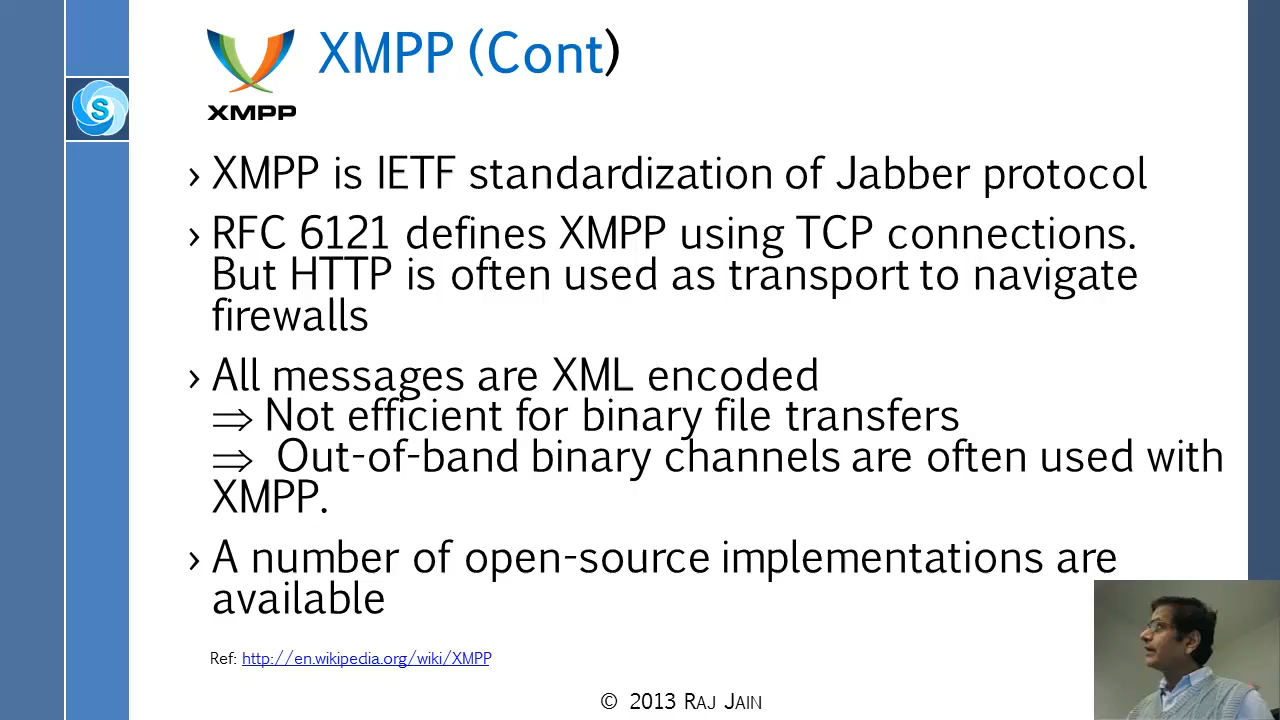 XMPP (Cont)
XMPP
S
› XMPP is IETF standardization of Jabber protocol
› RFC 6121 defines XMPP using TCP connections.
But HTTP is often used as transport to navigate
firewalls
› All messages are XML encoded
⇒ Not efficient for binary file transfers
⇒ Out-of-band binary channels are often used with
XMPP.
› A number of open-source implementations are
available
Ref: http://en.wikipedia.org/wiki/XMPP
© 2013 RAJ JAIN